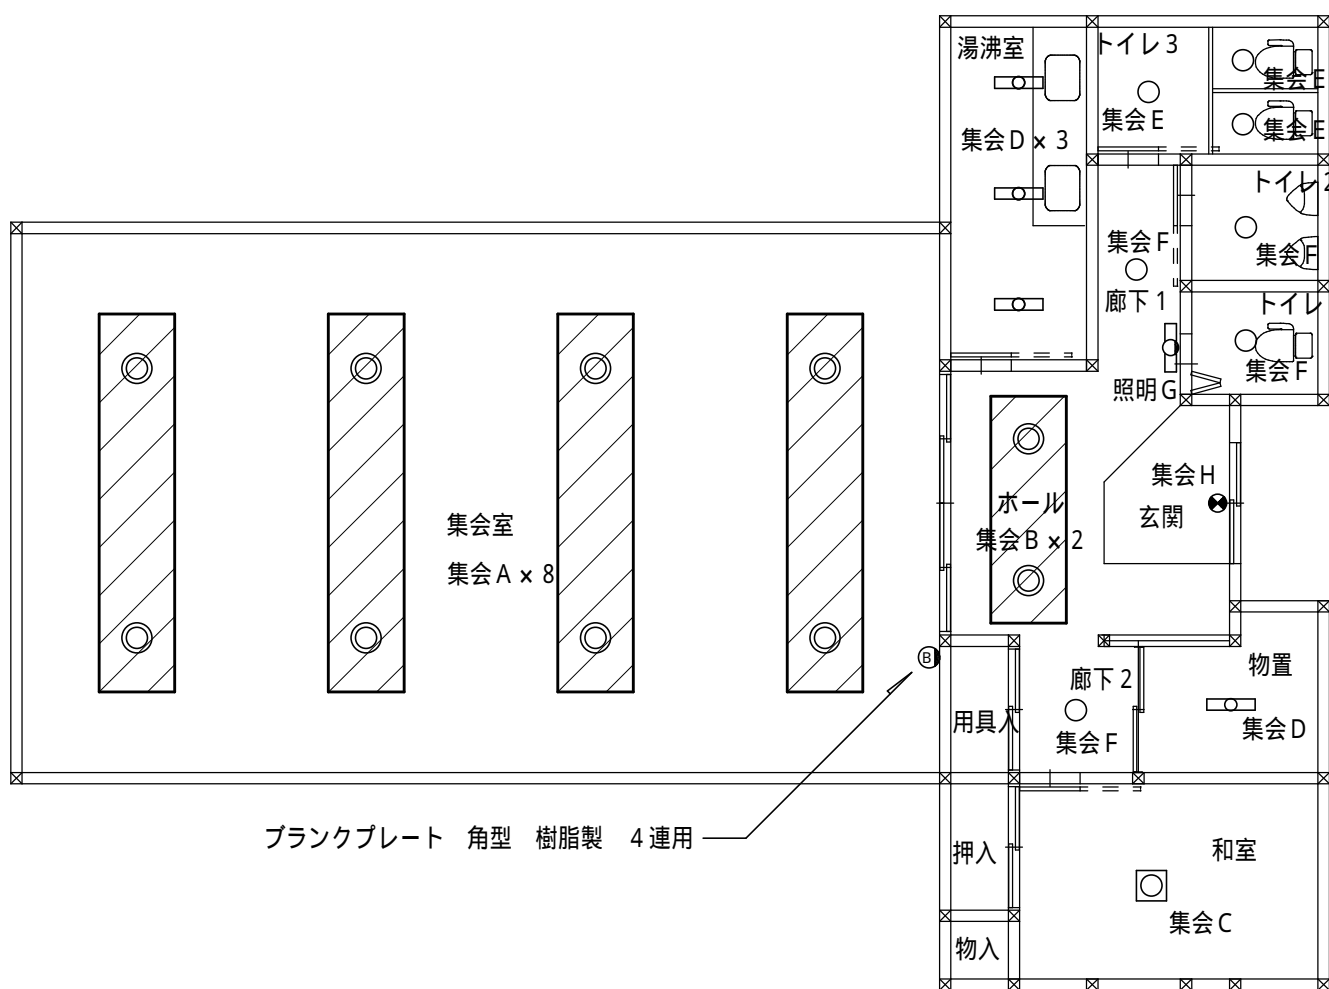 湯沸室
トイレ3
集会E
集会E
集会E
集会D×3
トイレ2
集会F
集会F
廊下1
トイレ
集会F
照明G
集会H
玄関
ホール
集会B×2
集会室
集会A×8
B
物置
廊下2
集会D
用具入
集会F
ブランクプレート 角型 樹脂製 4連用
押入
和室
集会C
物入